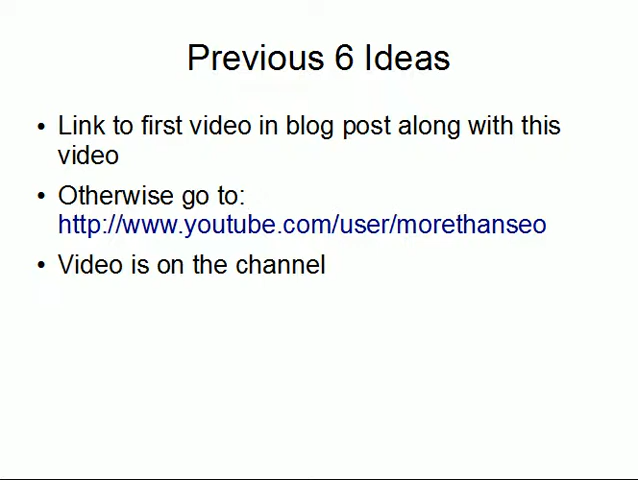 Previous 6 Ideas
• Link to first video in blog post along with this
video
• Otherwise go to:
http://www.youtube.com/user/morethanseo
• Video is on the channel